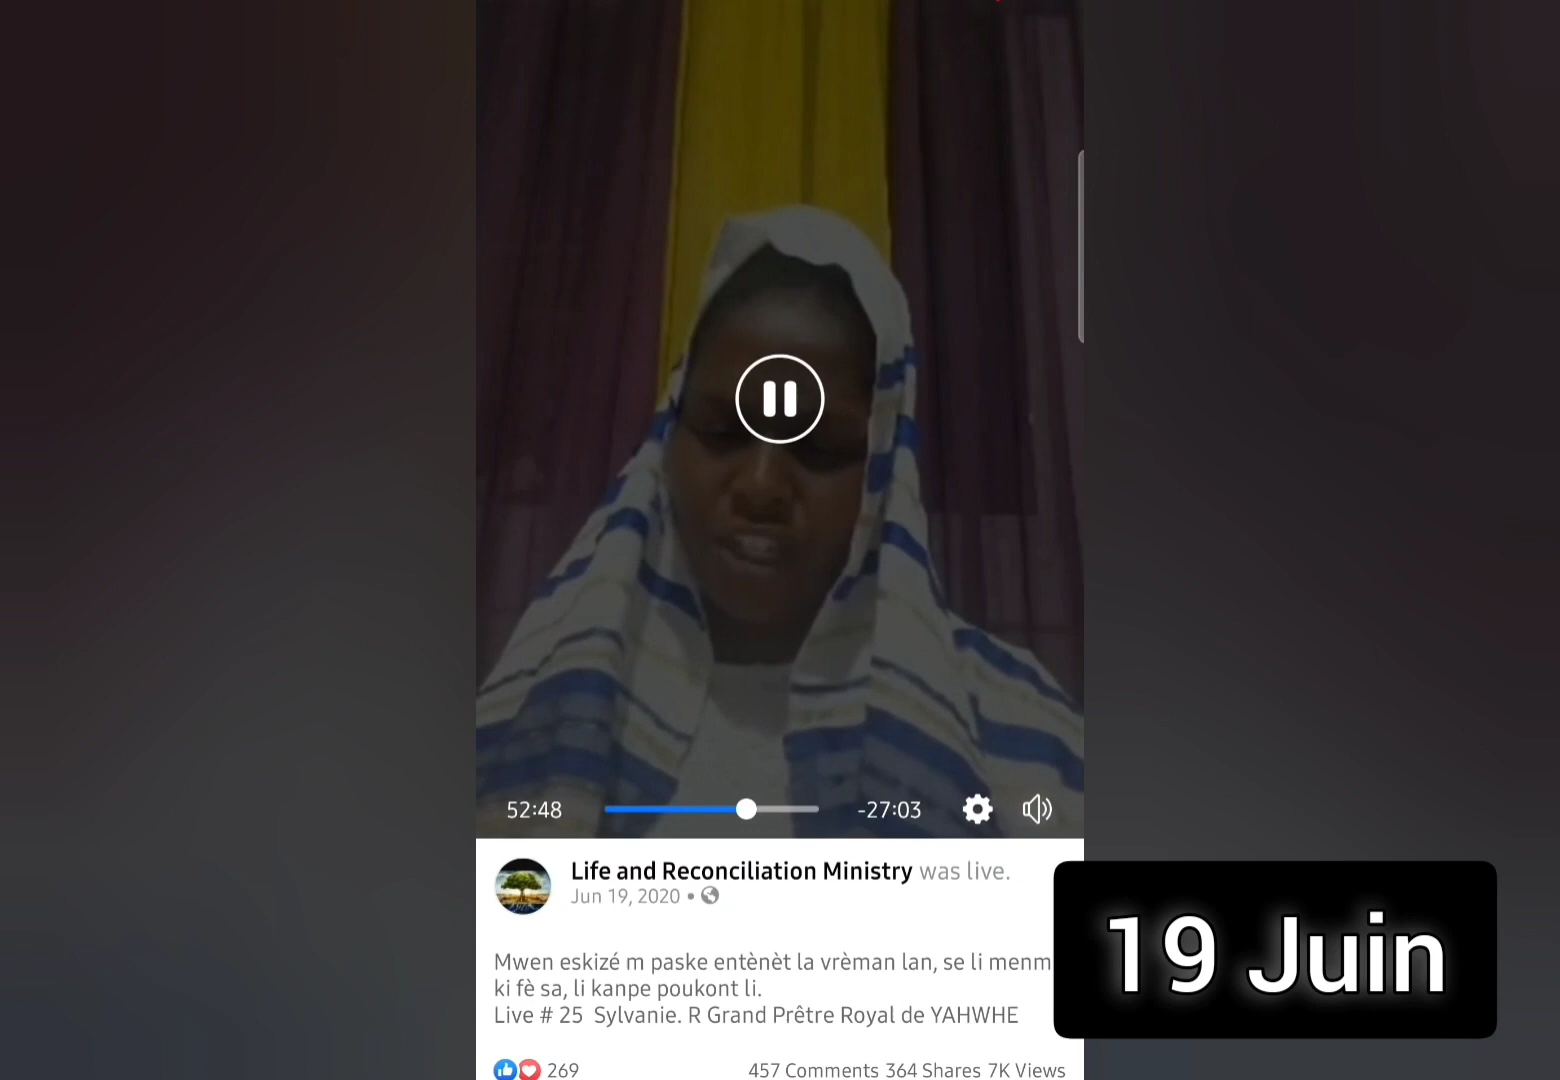 52:48
-27:03
Life and Reconciliation Ministry was live.
Jun 19, 2020 •
Mwen eskizé m paske entènèt la vrèman lan, se li menm
ki fè sa, li kanpe poukont li.
Live # 25 Sylvanie. R Grand Prêtre Royal de YAHWHE
269
457 Comments 364 Shares 7K Views
19 Juin